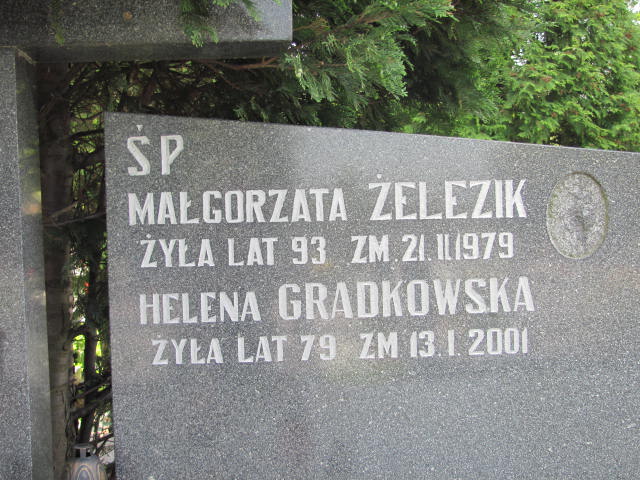 ŚP
MAŁGORZATA ŻELEZIK
ŻYŁA LAT 93 ZM. 21. II 1979
HELENA GRADKOWSKA
ŻYŁA LAT 79 ZM 13. I. 2001